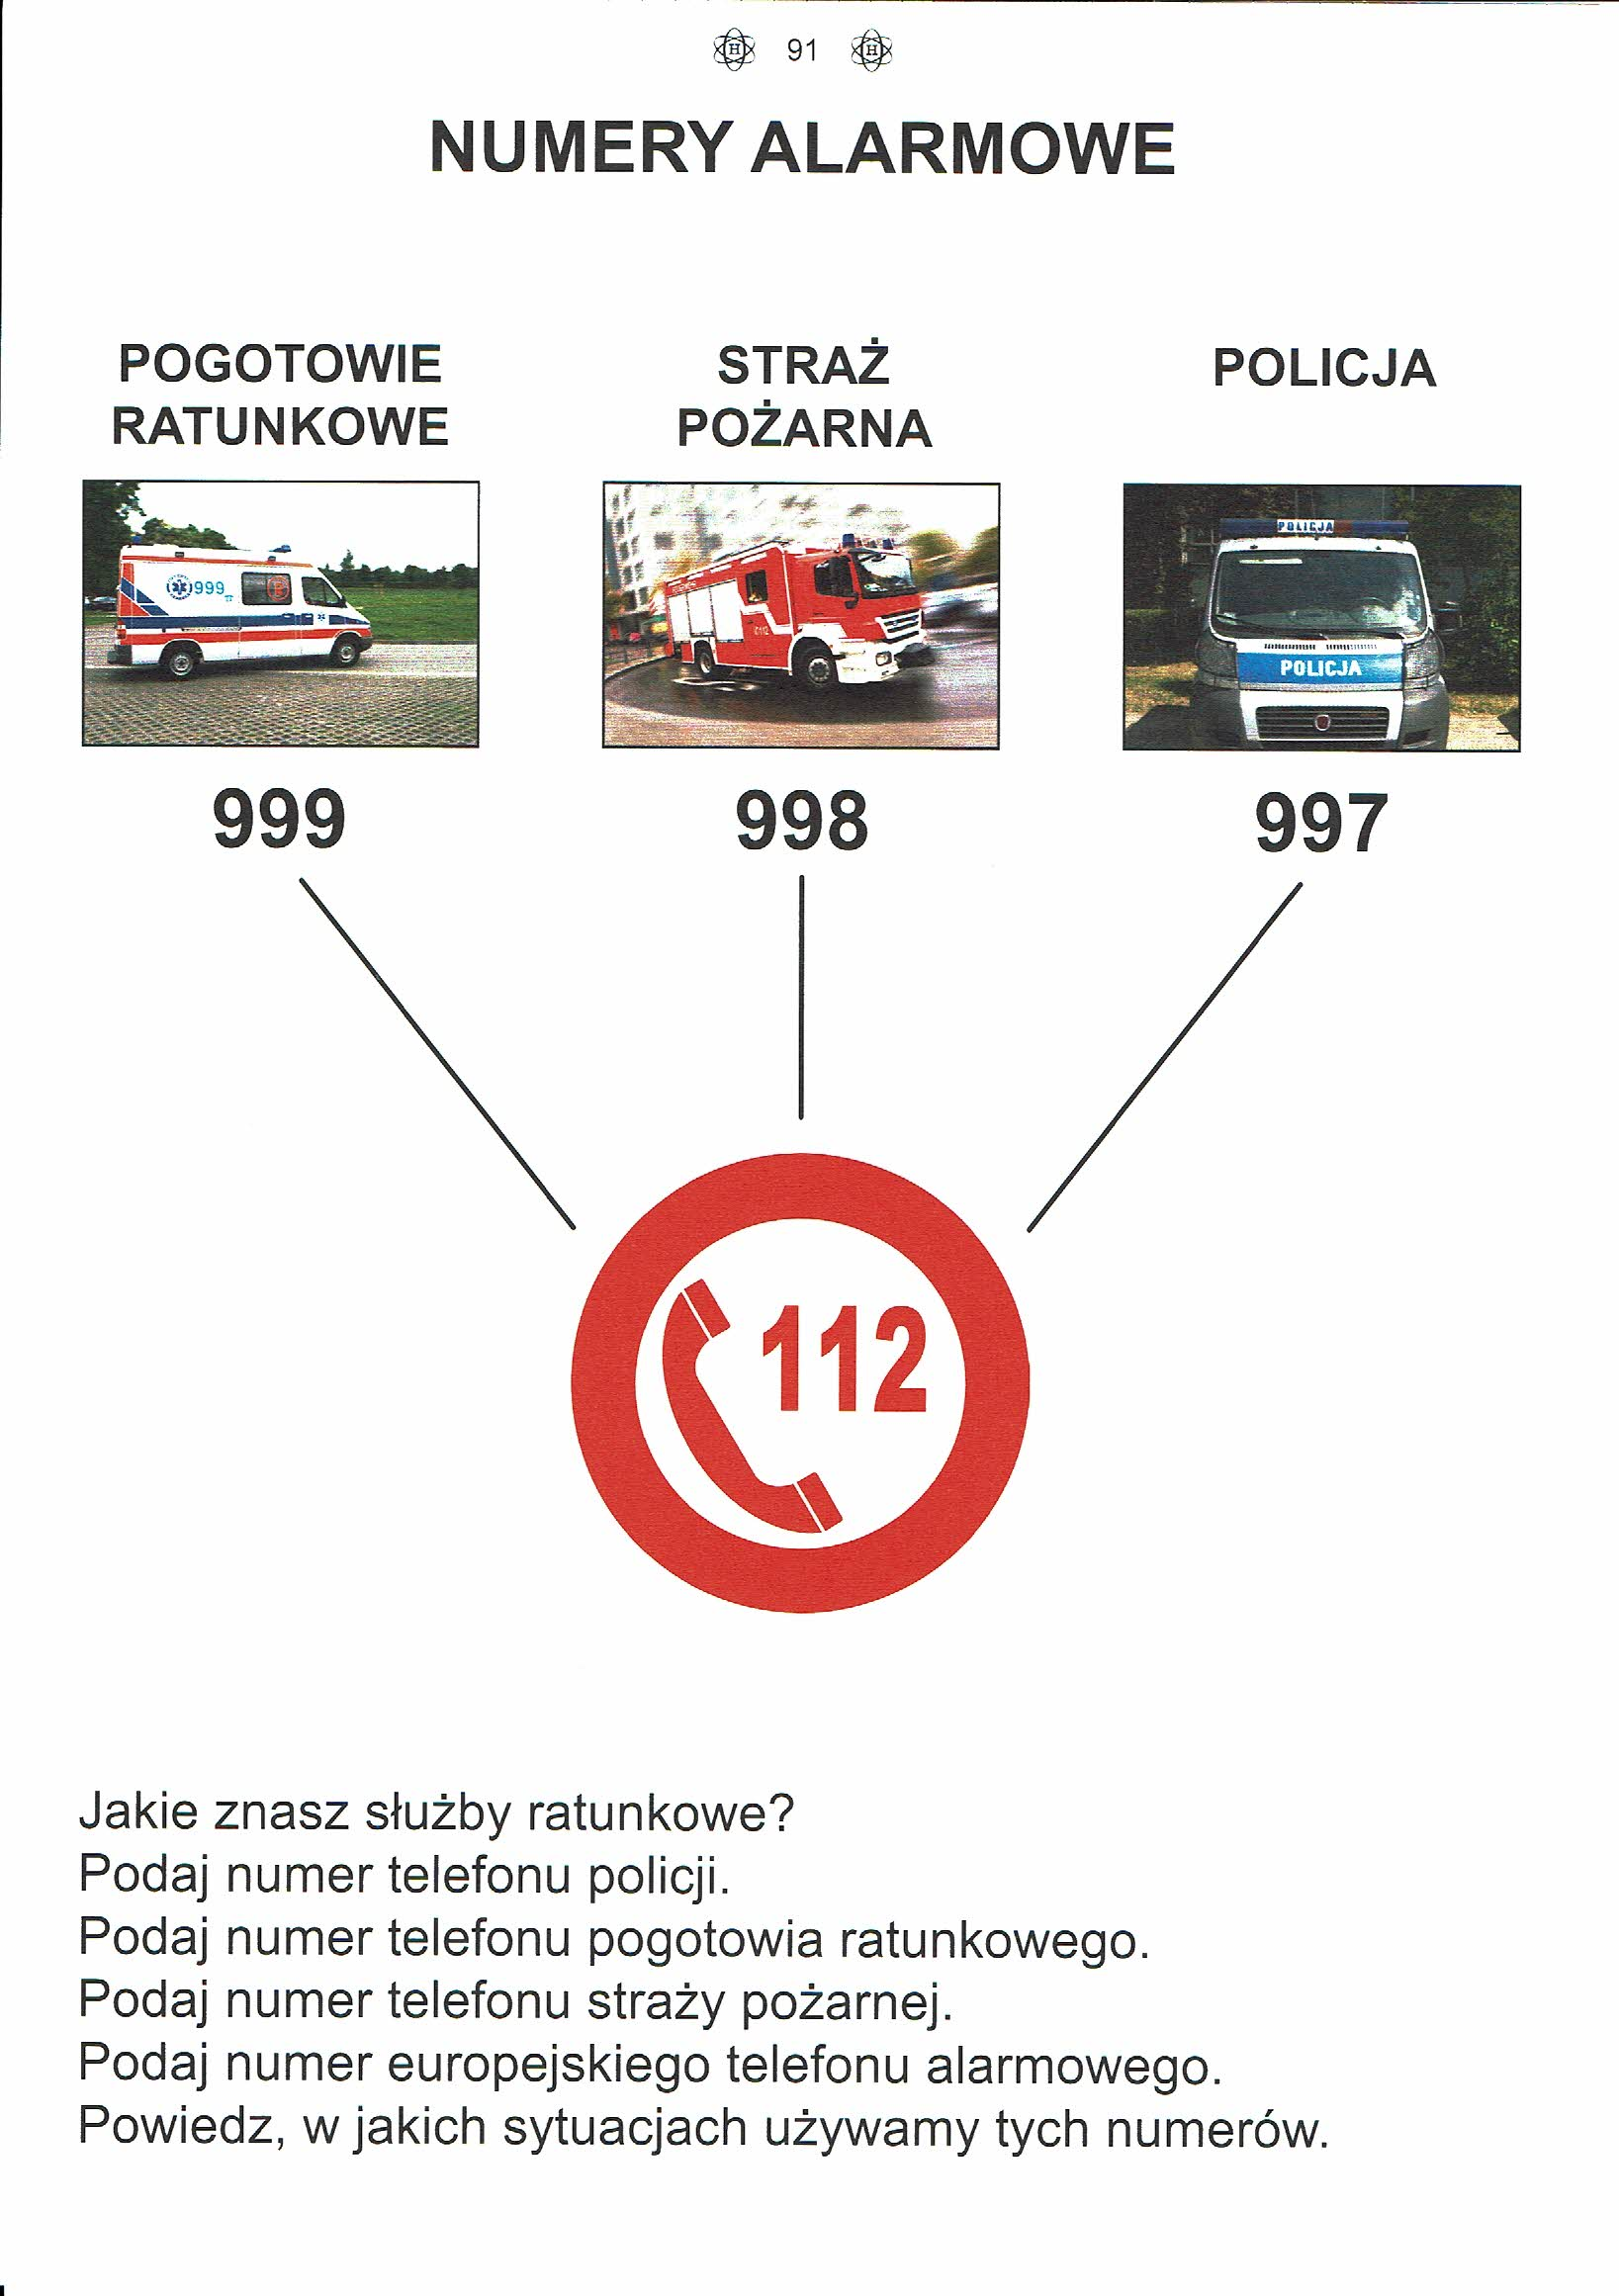 91
NUMERY ALARMOWE
POGOTOWIE
RATUNKOWE
STRAŻ
POŻARNA
POLICJA
999
POLICJA
POLICJA
999
998
997
112
Jakie znasz służby ratunkowe?
Podaj numer telefonu policji.
Podaj numer telefonu pogotowia ratunkowego.
Podaj numer telefonu straży pożarnej.
Podaj numer europejskiego telefonu alarmowego.
Powiedz, w jakich sytuacjach używamy tych numerów.